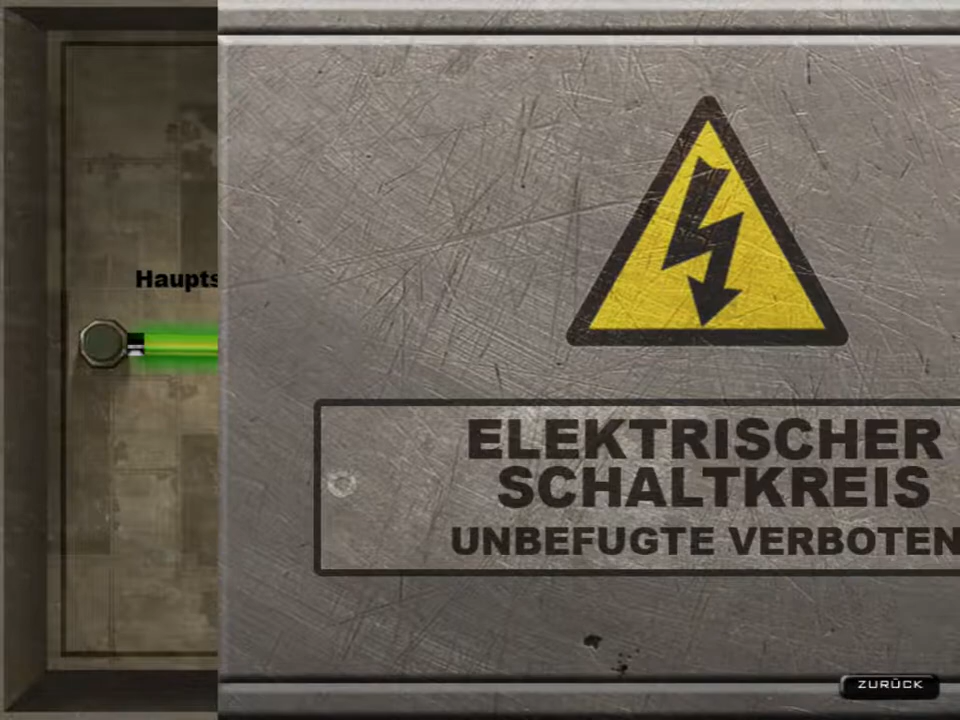 Haupts
ELEKTRISCHER
SCHALTKREIS
UNBEFUGTE VERBOTEN
ZURÜCK